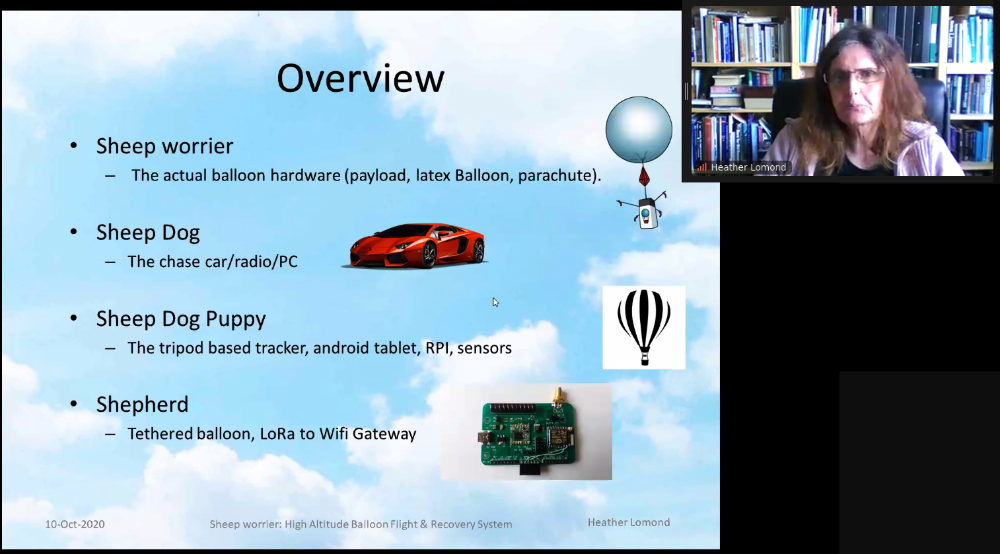 Overview
• Sheep worrier
– The actual balloon hardware (payload, latex Balloon, parachute).
• Sheep Dog
– The chase car/radio/PC
• Sheep Dog Puppy
– The tripod based tracker, android tablet, RPI, sensors
• Shepherd
– Tethered balloon, LoRa to Wifi Gateway
10-Oct-2020
Sheep worrier: High Altitude Balloon Flight & Recovery System
Heather Lomond
Heather Lomond